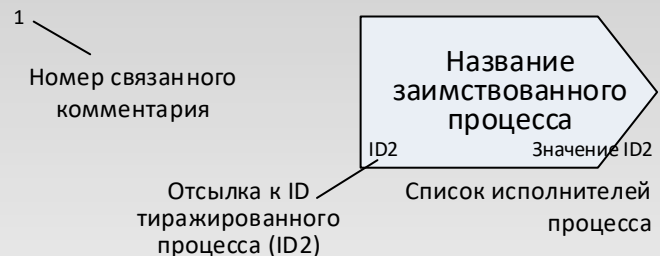 1
Номер связанного
комментария
Название
заимствованного
процесса
ID2
Значение ID2
Отсылка к ID
тиражированного
процесса (ID2)
Список исполнителей
процесса